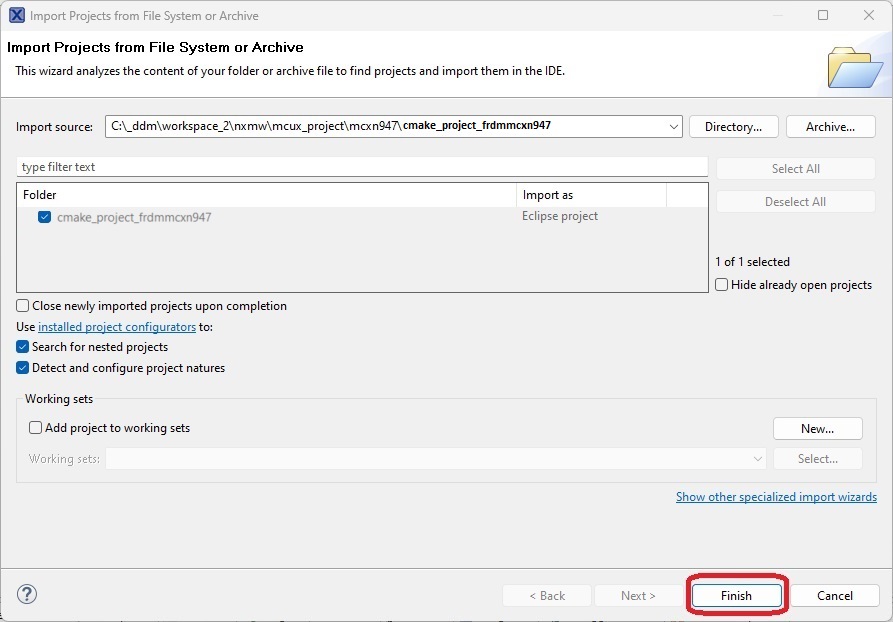 Import Projects from File System or Archive
Import Projects from File System or Archive
This wizard analyzes the content of your folder or archive file to find projects and import them in the IDE.
Import source: C:\_ddm\workspace_2\nxmw\mcux_project\mcxn947\cmake_project_frdmmcxn947 Directory... Archive...
type filter text Select All
Folder Import as
cmake_project_frdmmcxn947 Eclipse project
Deselect All
1 of 1 selected
Hide already open projects
Close newly imported projects upon completion
Use installed project configurators to:
Search for nested projects
Detect and configure project natures
Working sets
Add project to working sets New...
Working sets: Select...
Show other specialized import wizards
? < Back Next > Finish Cancel